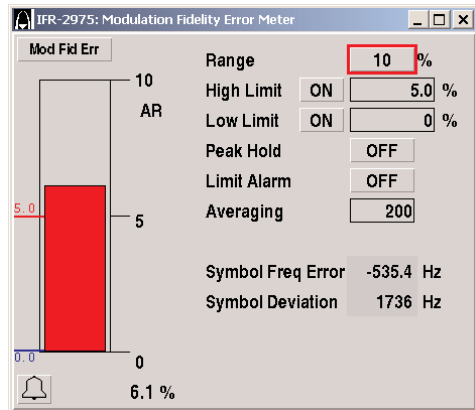 IFR-2975: Modulation Fidelity Error Meter
Mod Fid Err
Range 10 %
10
High Limit ON 5.0 %
AR
Low Limit ON 0 %
Peak Hold OFF
Limit Alarm OFF
5.0
5
Averaging 200
Symbol Freq Error -535.4 Hz
Symbol Deviation 1736 Hz
0.0
0
6.1 %